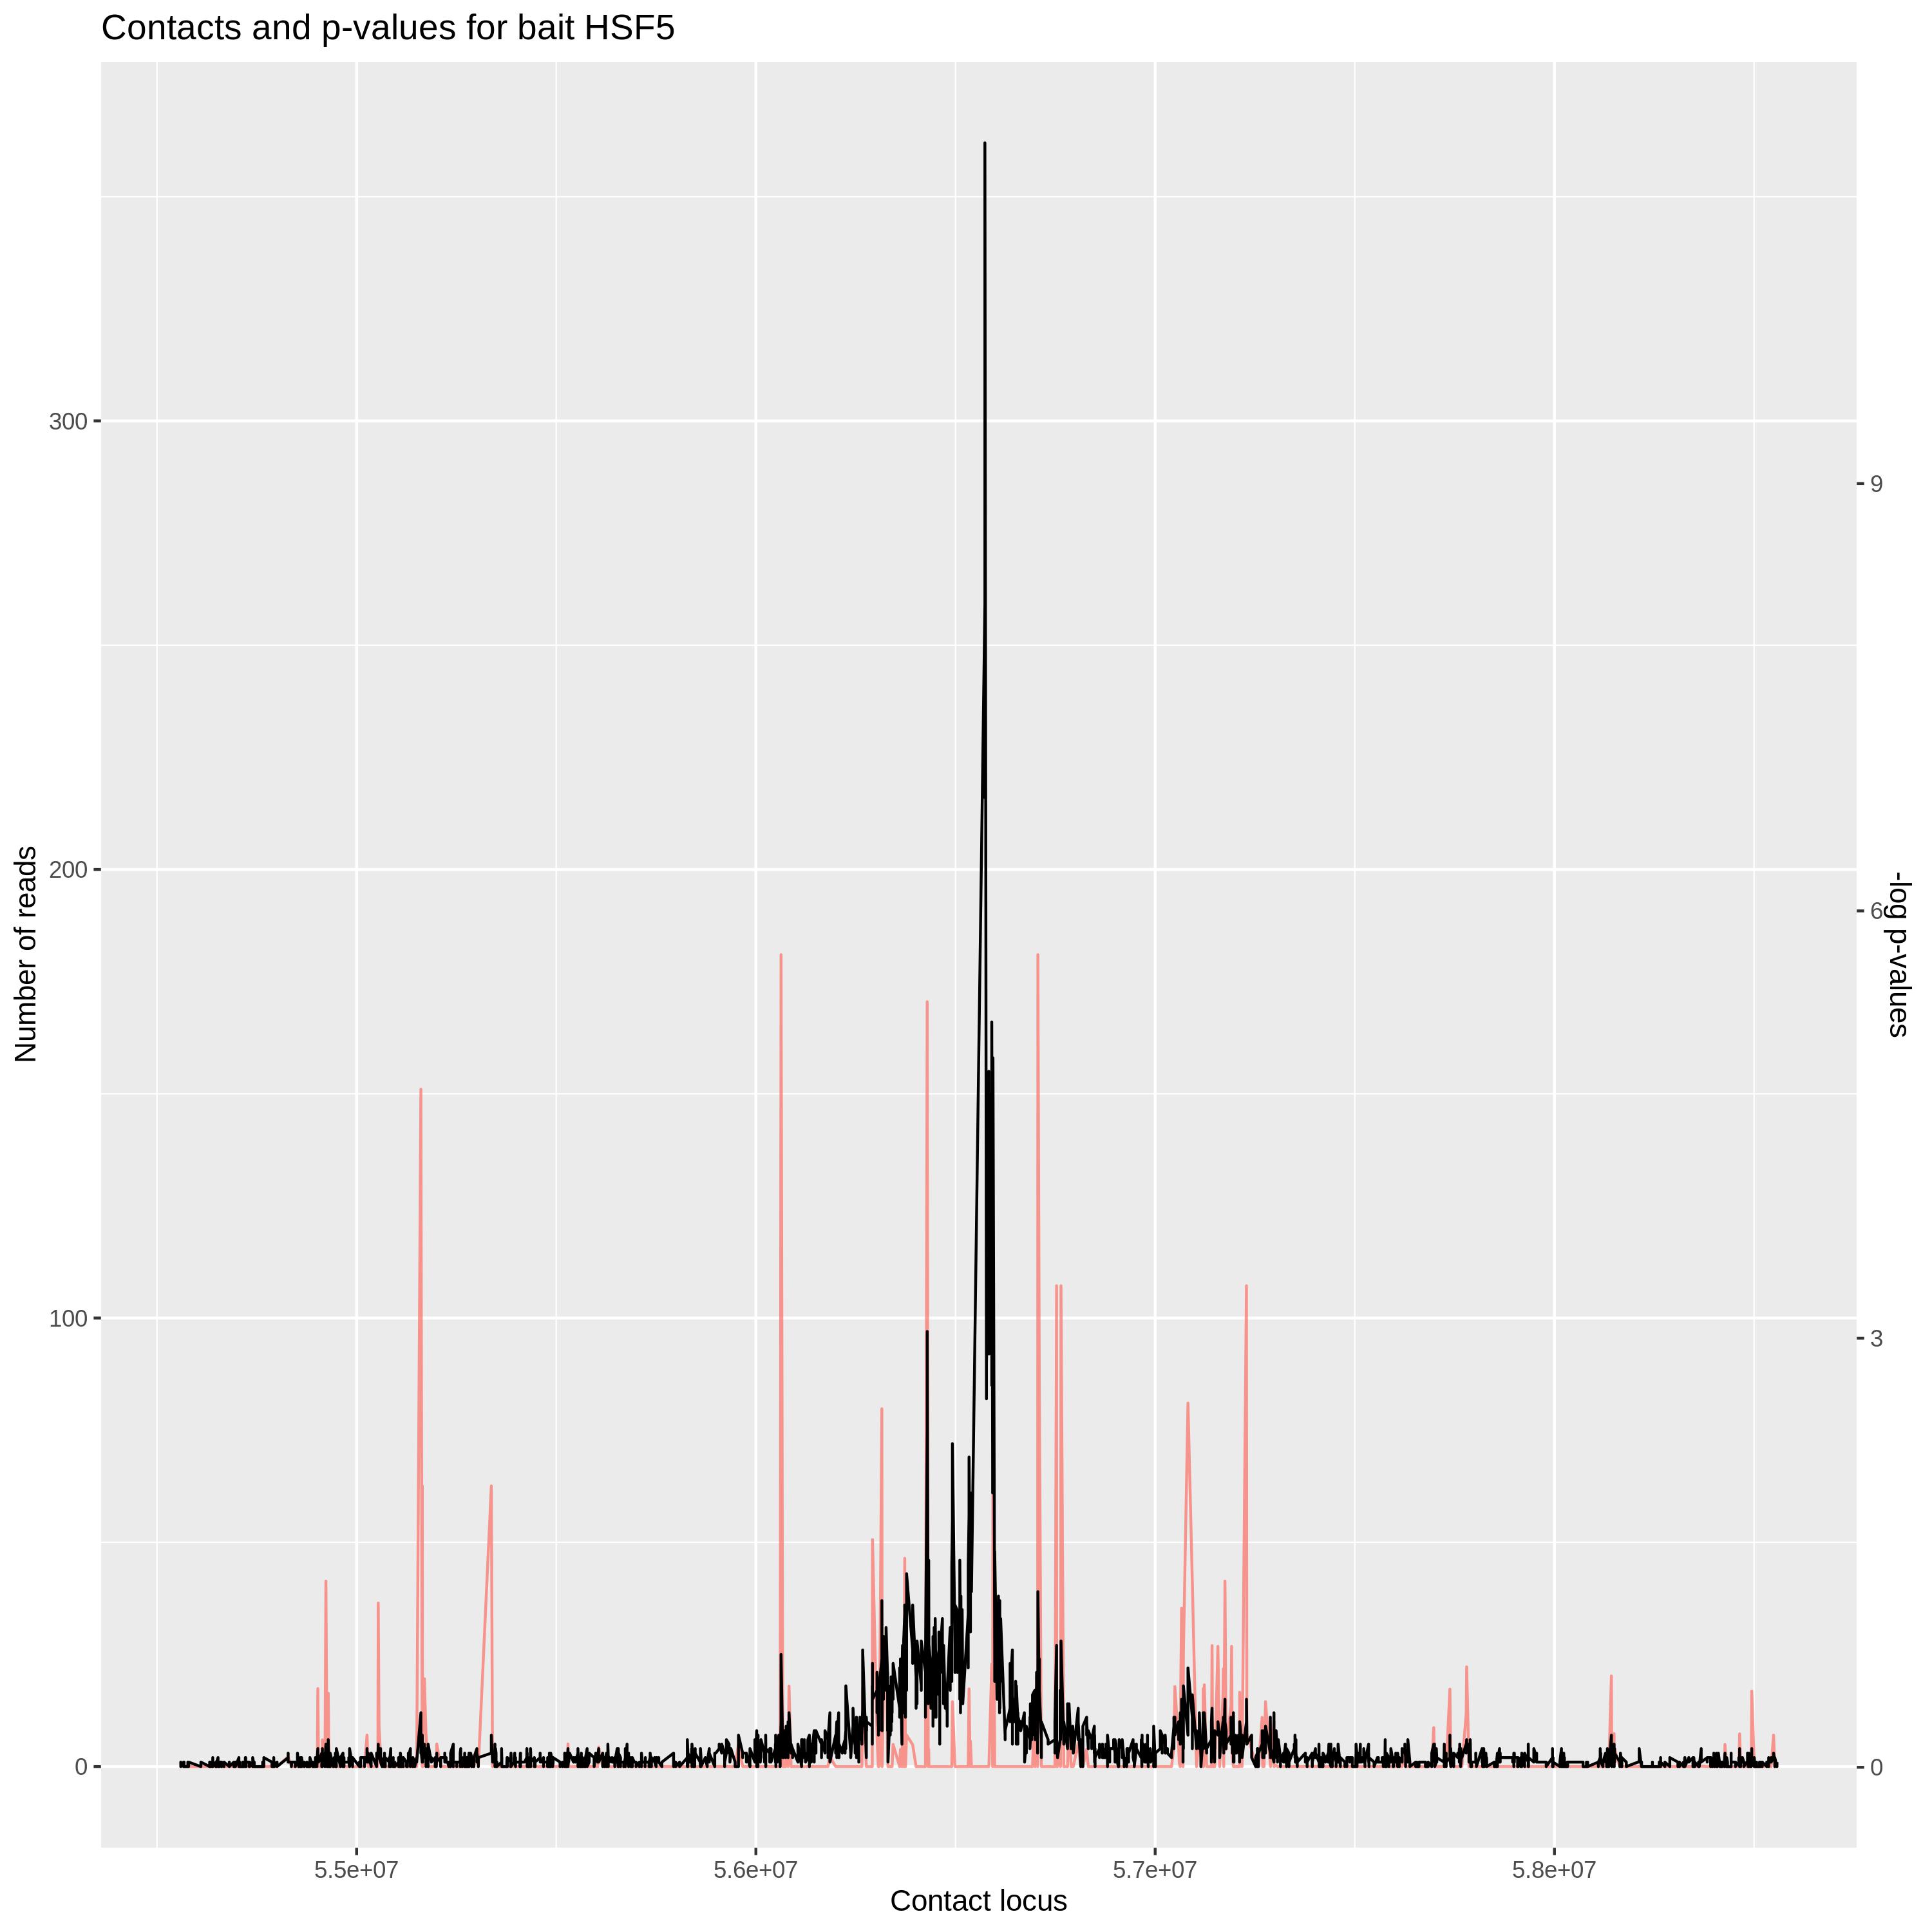 Contacts and p-values for bait HSF5
Number of reads
300
200
100
0
9
6
3
0
-log p-values
5.5e+07
5.6e+07
5.7e+07
5.8e+07
Contact locus